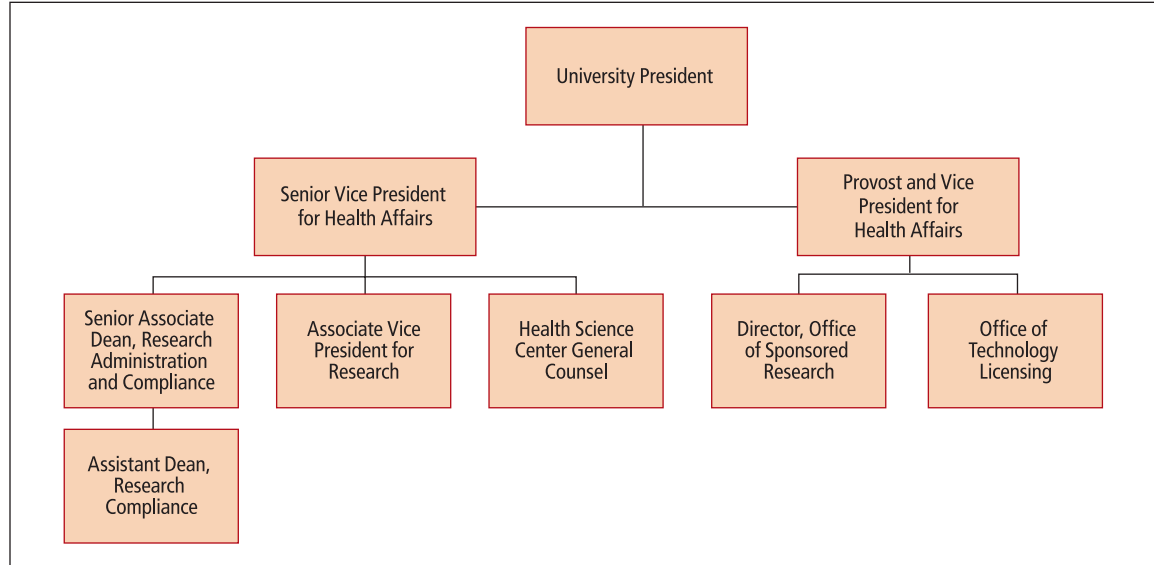 University President
Senior Vice President
for Health Affairs
Provost and Vice
President for
Health Affairs
Senior Associate
Dean, Research
Administration
and Compliance
Associate Vice
President for
Research
Health Science
Center General
Counsel
Director, Office
of Sponsored
Research
Office of
Technology
Licensing
Assistant Dean,
Research
Compliance